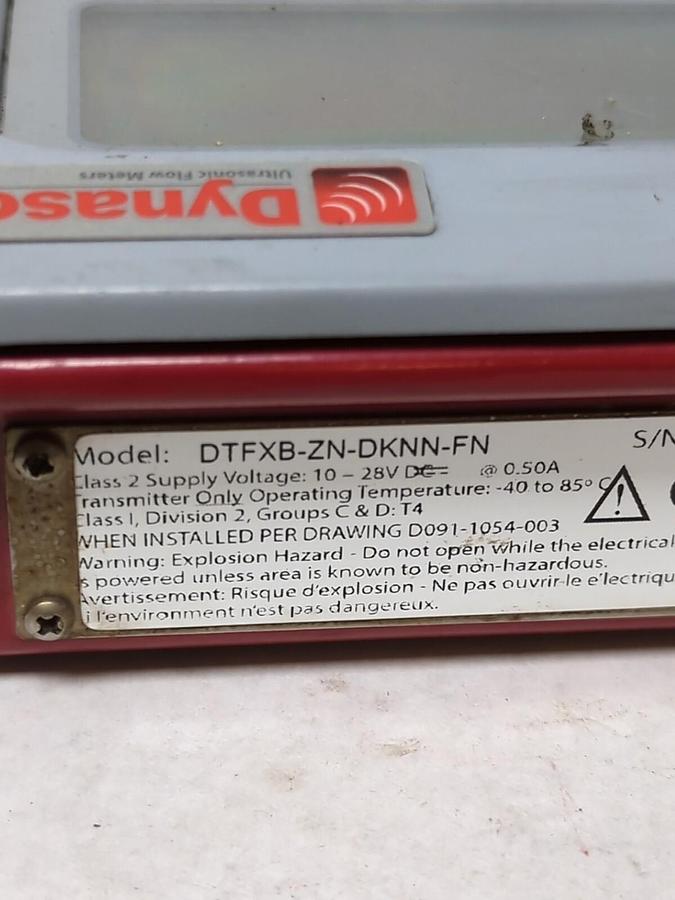 Ultrasonic Flow Meters
Dynaso
Model: DTFXB-ZN-DKNN-FN S/N
Class 2 Supply Voltage: 10 – 28V DC @ 0.50A
Transmitter Only Operating Temperature: -40 to 85° C
Class I, Division 2, Groups C & D: T4
WHEN INSTALLED PER DRAWING D091-1054-003
Warning: Explosion Hazard - Do not open while the electrical
is powered unless area is known to be non-hazardous.
Avertissement: Risque d'explosion - Ne pas ouvrir-le e'lectriqu
i l'environment n'est pas dangereux.